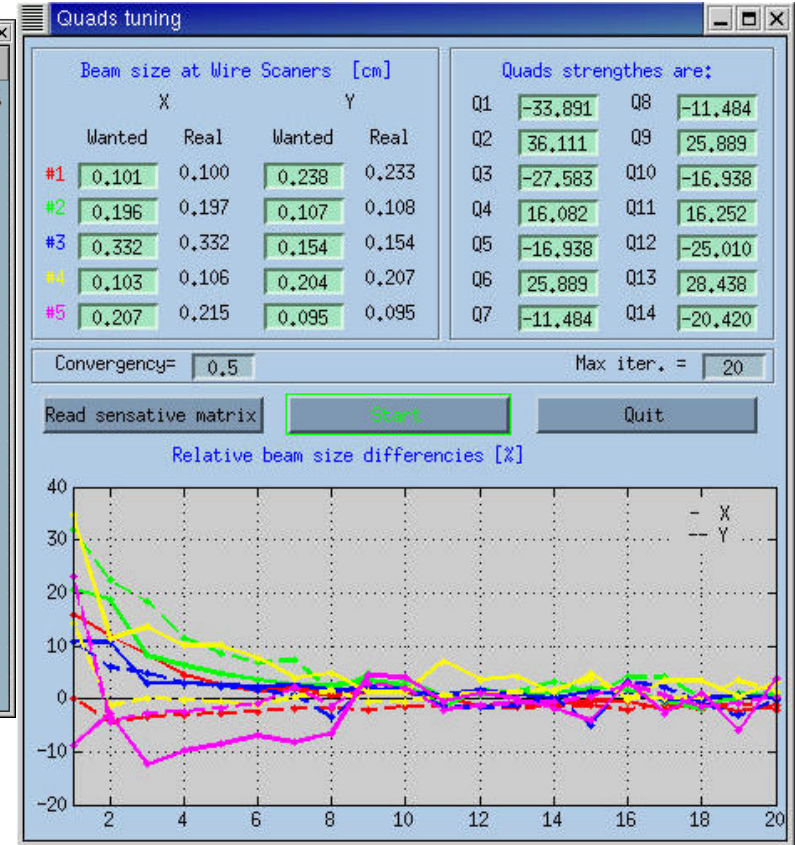 Quads tuning
Beam size at Wire Scaners [cm]
X Y
Wanted Real Wanted Real
#1 0.101 0.100 0.238 0.233
#2 0.196 0.197 0.107 0.108
#3 0.332 0.332 0.154 0.154
#4 0.103 0.106 0.204 0.207
#5 0.207 0.215 0.095 0.095
Quads strengthes are:
Q1 -33.891 Q8 -11.484
Q2 36.111 Q9 25.889
Q3 -27.583 Q10 -16.938
Q4 16.082 Q11 16.252
Q5 -16.938 Q12 -25.010
Q6 25.889 Q13 28.438
Q7 -11.484 Q14 -20.420
Convergency= 0.5 Max iter. = 20
Read sensative matrix Start Quit
Relative beam size differencies [%]
- X
-- Y
40
30
20
10
0
-10
-20
2 4 6 8 10 12 14 16 18 20